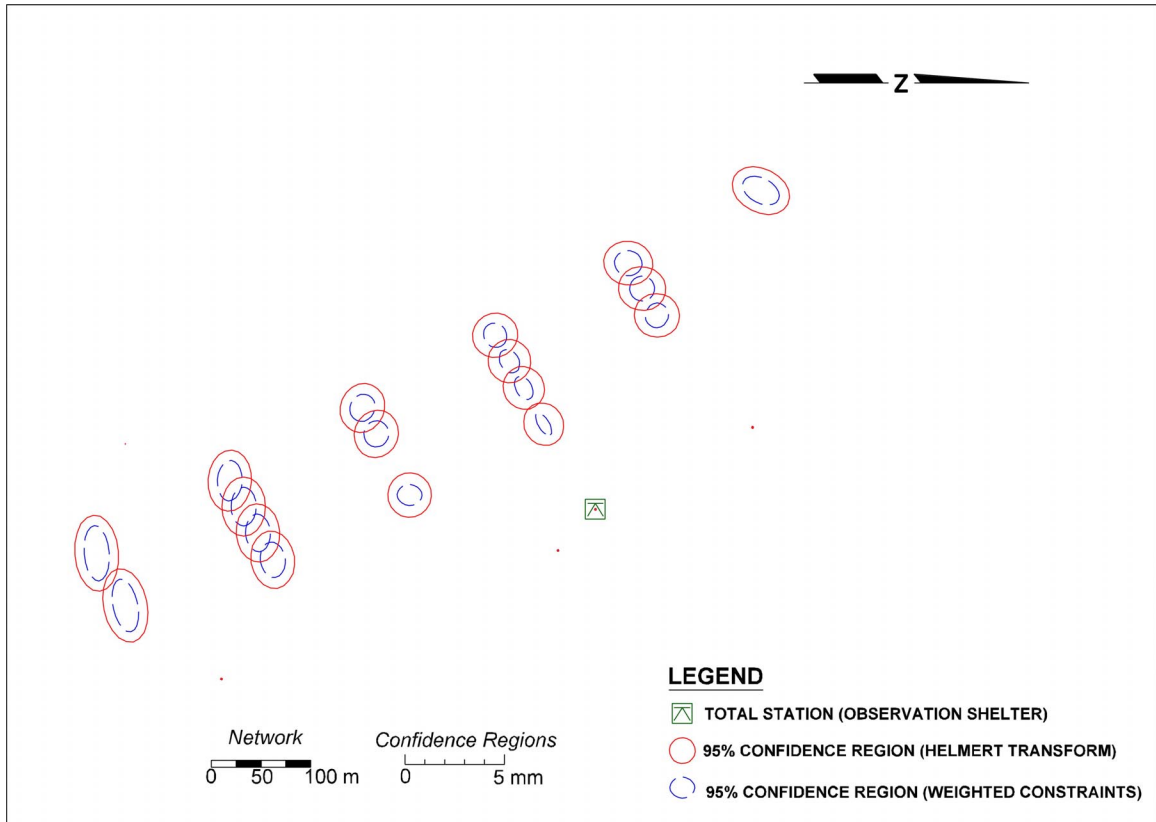 Z
Network
0 50 100 m
Confidence Regions
0 5 mm
LEGEND
TOTAL STATION (OBSERVATION SHELTER)
95% CONFIDENCE REGION (HELMERT TRANSFORM)
95% CONFIDENCE REGION (WEIGHTED CONSTRAINTS)